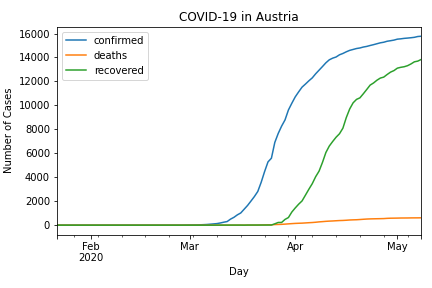 COVID-19 in Austria
confirmed
deaths
recovered
Number of Cases
16000
14000
12000
10000
8000
6000
4000
2000
0
Feb
2020
Mar
Apr
May
Day